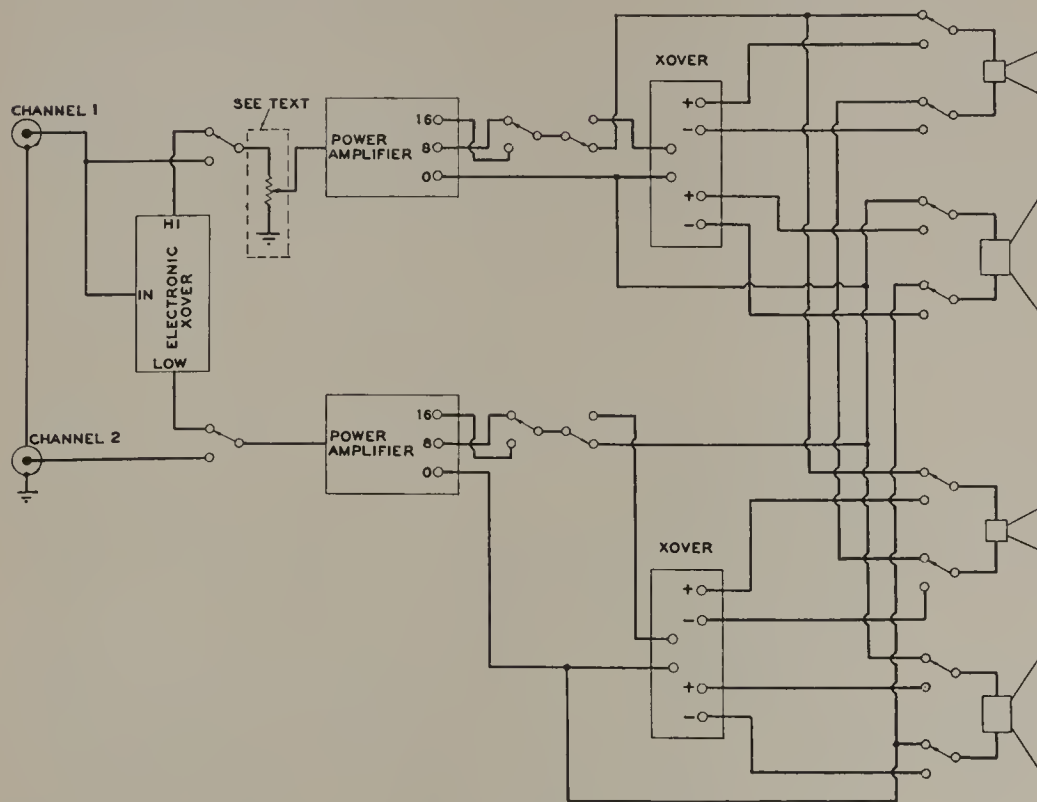 CHANNEL 1
SEE TEXT
XOVER
POWER
AMPLIFIER
16
8
0
+
-
+
-
HI
IN
ELECTRONIC
XOVER
LOW
CHANNEL 2
POWER
AMPLIFIER
16
8
0
XOVER
+
-
+
-